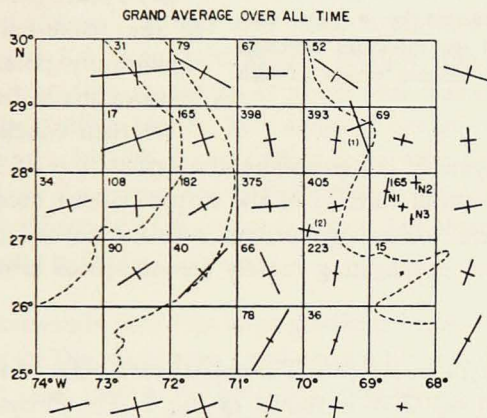 GRAND AVERAGE OVER ALL TIME
30°
N
31 79 67 52
29°
17 165 398 393 69
(1)
28°
34 108 182 375 405 165 N2
N1
N3
(2)
27°
90 40 66 223 15
26°
78 36
25°
74° W 73° 72° 71° 70° 69° 68°